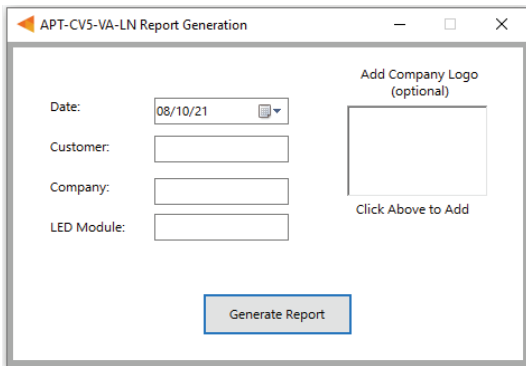 APT-CV5-VA-LN Report Generation
Add Company Logo
(optional)
Date:
08/10/21
Customer:
Company:
Click Above to Add
LED Module:
Generate Report